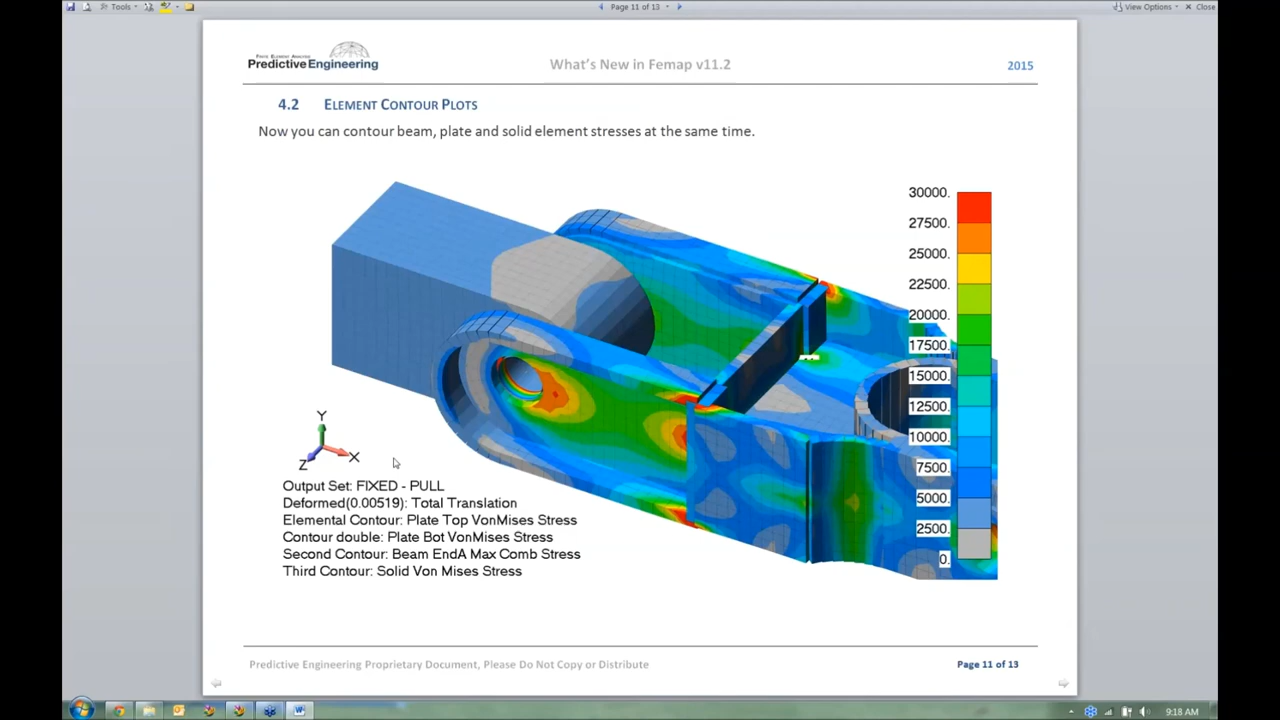 Tools
Page 11 of 13
View Options
Close
FINITE ELEMENT ANALYSIS
Predictive Engineering
What's New in Femap v11.2
2015
4.2 ELEMENT CONTOUR PLOTS
Now you can contour beam, plate and solid element stresses at the same time.
30000.
27500.
25000.
22500.
20000.
17500.
15000.
12500.
10000.
7500.
5000.
2500.
0.
Y
X
Z
Output Set: FIXED - PULL
Deformed(0.00519): Total Translation
Elemental Contour: Plate Top VonMises Stress
Contour double: Plate Bot VonMises Stress
Second Contour: Beam EndA Max Comb Stress
Third Contour: Solid Von Mises Stress
Predictive Engineering Proprietary Document, Please Do Not Copy or Distribute
Page 11 of 13
9:18 AM